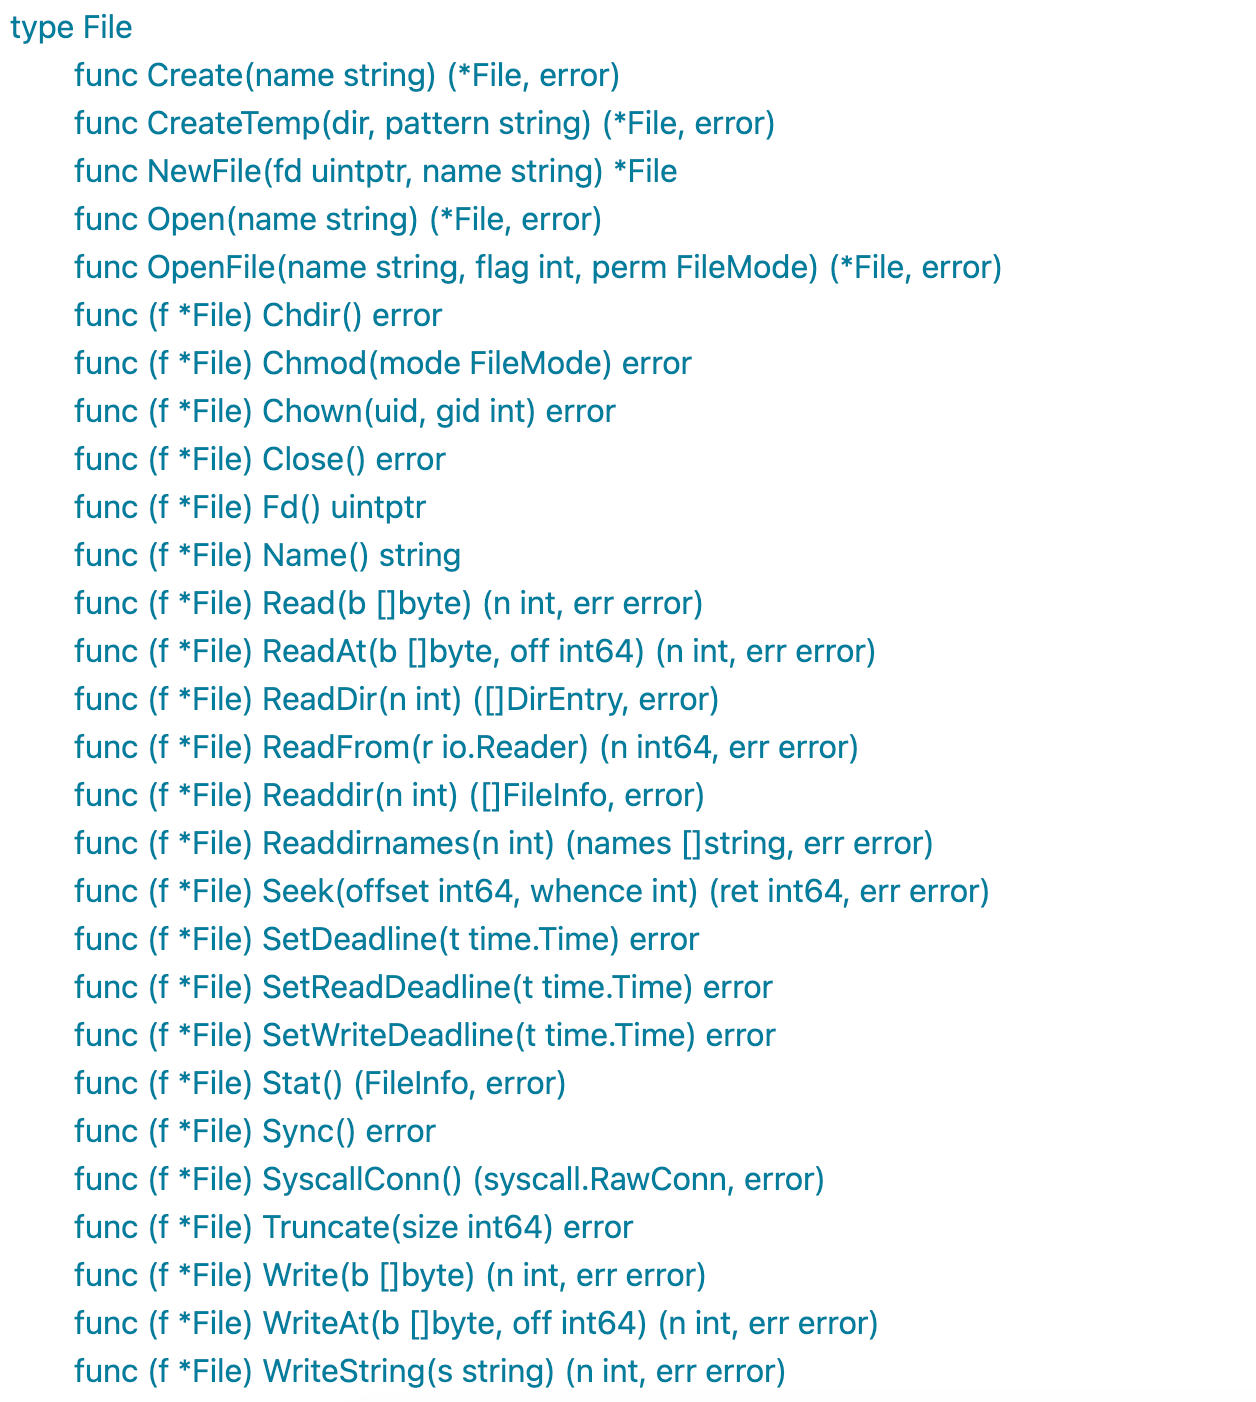 type File
func Create(name string) (*File, error)
func CreateTemp(dir, pattern string) (*File, error)
func NewFile(fd uintptr, name string) *File
func Open(name string) (*File, error)
func OpenFile(name string, flag int, perm FileMode) (*File, error)
func (f *File) Chdir() error
func (f *File) Chmod(mode FileMode) error
func (f *File) Chown(uid, gid int) error
func (f *File) Close() error
func (f *File) Fd() uintptr
func (f *File) Name() string
func (f *File) Read(b []byte) (n int, err error)
func (f *File) ReadAt(b []byte, off int64) (n int, err error)
func (f *File) ReadDir(n int) ([]DirEntry, error)
func (f *File) ReadFrom(r io.Reader) (n int64, err error)
func (f *File) Readdir(n int) ([]FileInfo, error)
func (f *File) Readdirnames(n int) (names []string, err error)
func (f *File) Seek(offset int64, whence int) (ret int64, err error)
func (f *File) SetDeadline(t time.Time) error
func (f *File) SetReadDeadline(t time.Time) error
func (f *File) SetWriteDeadline(t time.Time) error
func (f *File) Stat() (FileInfo, error)
func (f *File) Sync() error
func (f *File) SyscallConn() (syscall.RawConn, error)
func (f *File) Truncate(size int64) error
func (f *File) Write(b []byte) (n int, err error)
func (f *File) WriteAt(b []byte, off int64) (n int, err error)
func (f *File) WriteString(s string) (n int, err error)